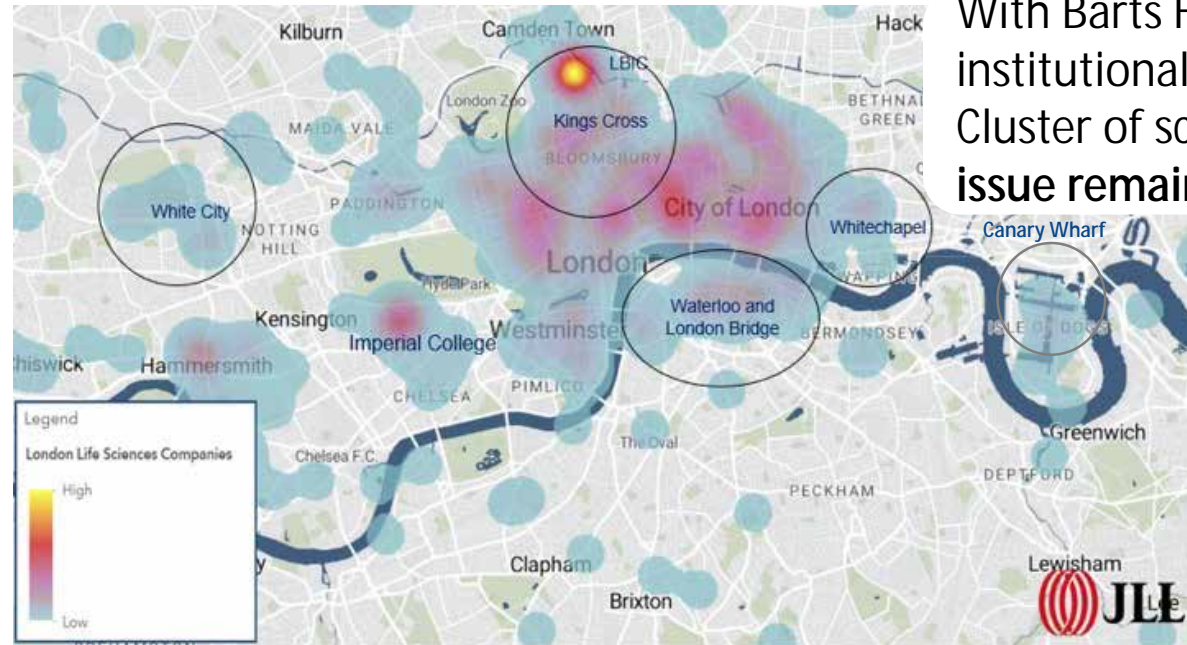 With Barts
institutional
Cluster of
issue
Kilburn
Camden Town
Hack
LBIC
London Zoo
BETHNAL
GREEN
Kings Cross
MAIDA VALE
BLOOMSBURY
PADDINGTON
White City
City of London
NOTTING
HILL
Whitechapel
Canary Wharf
London
WAPPING
Hyde Park
Waterloo and
London Bridge
Kensington
Westminster
BERMONDSEY
ISLE OF DOGS
Imperial College
Chiswick
Hammersmith
PIMLICO
CHELSEA
Legend
London Life Sciences Companies
High
Low
Chelsea F.C.
The Oval
Greenwich
DEPTFORD
PECKHAM
Clapham
Lewisham
Brixton
JLL
Lee